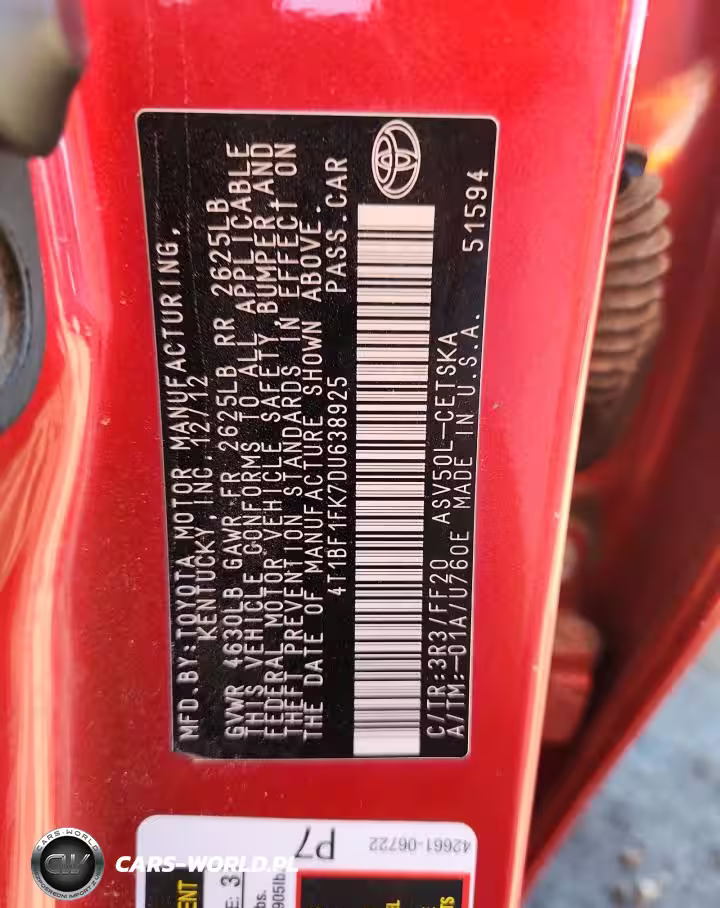 MFD.BY:TOYOTA MOTOR MANUFACTURING,
KENTUCKY, INC.12/12
GVWR 4630LB GAWR FR 2625LB RR 2625LB
THIS VEHICLE CONFORMS TO ALL APPLICABLE
FEDERAL MOTOR VEHICLE SAFETY, BUMPER, AND
THEFT PREVENTION STANDARDS IN EFFECT ON
THE DATE OF MANUFACTURE SHOWN ABOVE.
4T1BF1FK7DU638925 PASS.CAR
C/TR:3R3/FF20 ASV50L-CETSKA
A/TM:-01A/U760E MADE IN U.S.A. 51594
42661-06722
P7
CARS-WORLD
CW
CARS-WORLD.PL